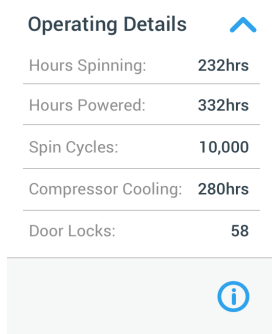 Operating Details
Hours Spinning: 232hrs
Hours Powered: 332hrs
Spin Cycles: 10,000
Compressor Cooling: 280hrs
Door Locks: 58